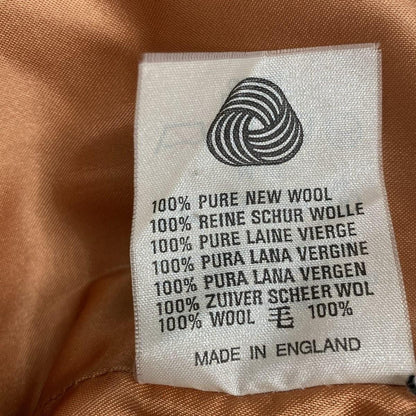 100% PURE NEW WOOL
100% REINE SCHUR WOLLE
100% PURE LAINE VIERGE
100% PURA LANA VERGINE
100% PURA LANA VERGEN
100% ZUIVER SCHEER WOL
100% WOOL 毛 100%
MADE IN ENGLAND